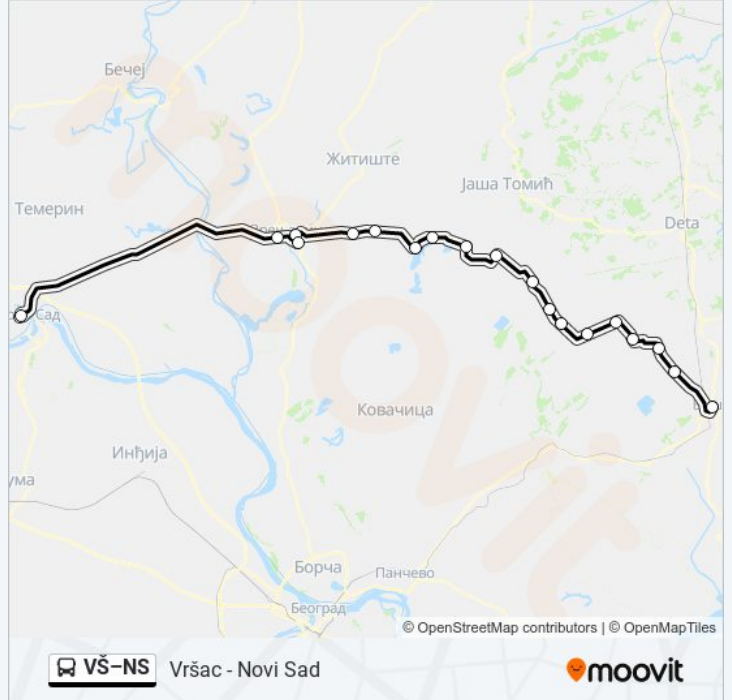 Бечеј
Житиште
Јаша Томић
Темерин
Deta
Сад
Ковачица
Инђија
ума
Борча
Панчево
Београд
© OpenStreetMap contributors | © OpenMapTiles
VŠ–NS Vršac - Novi Sad
moovit